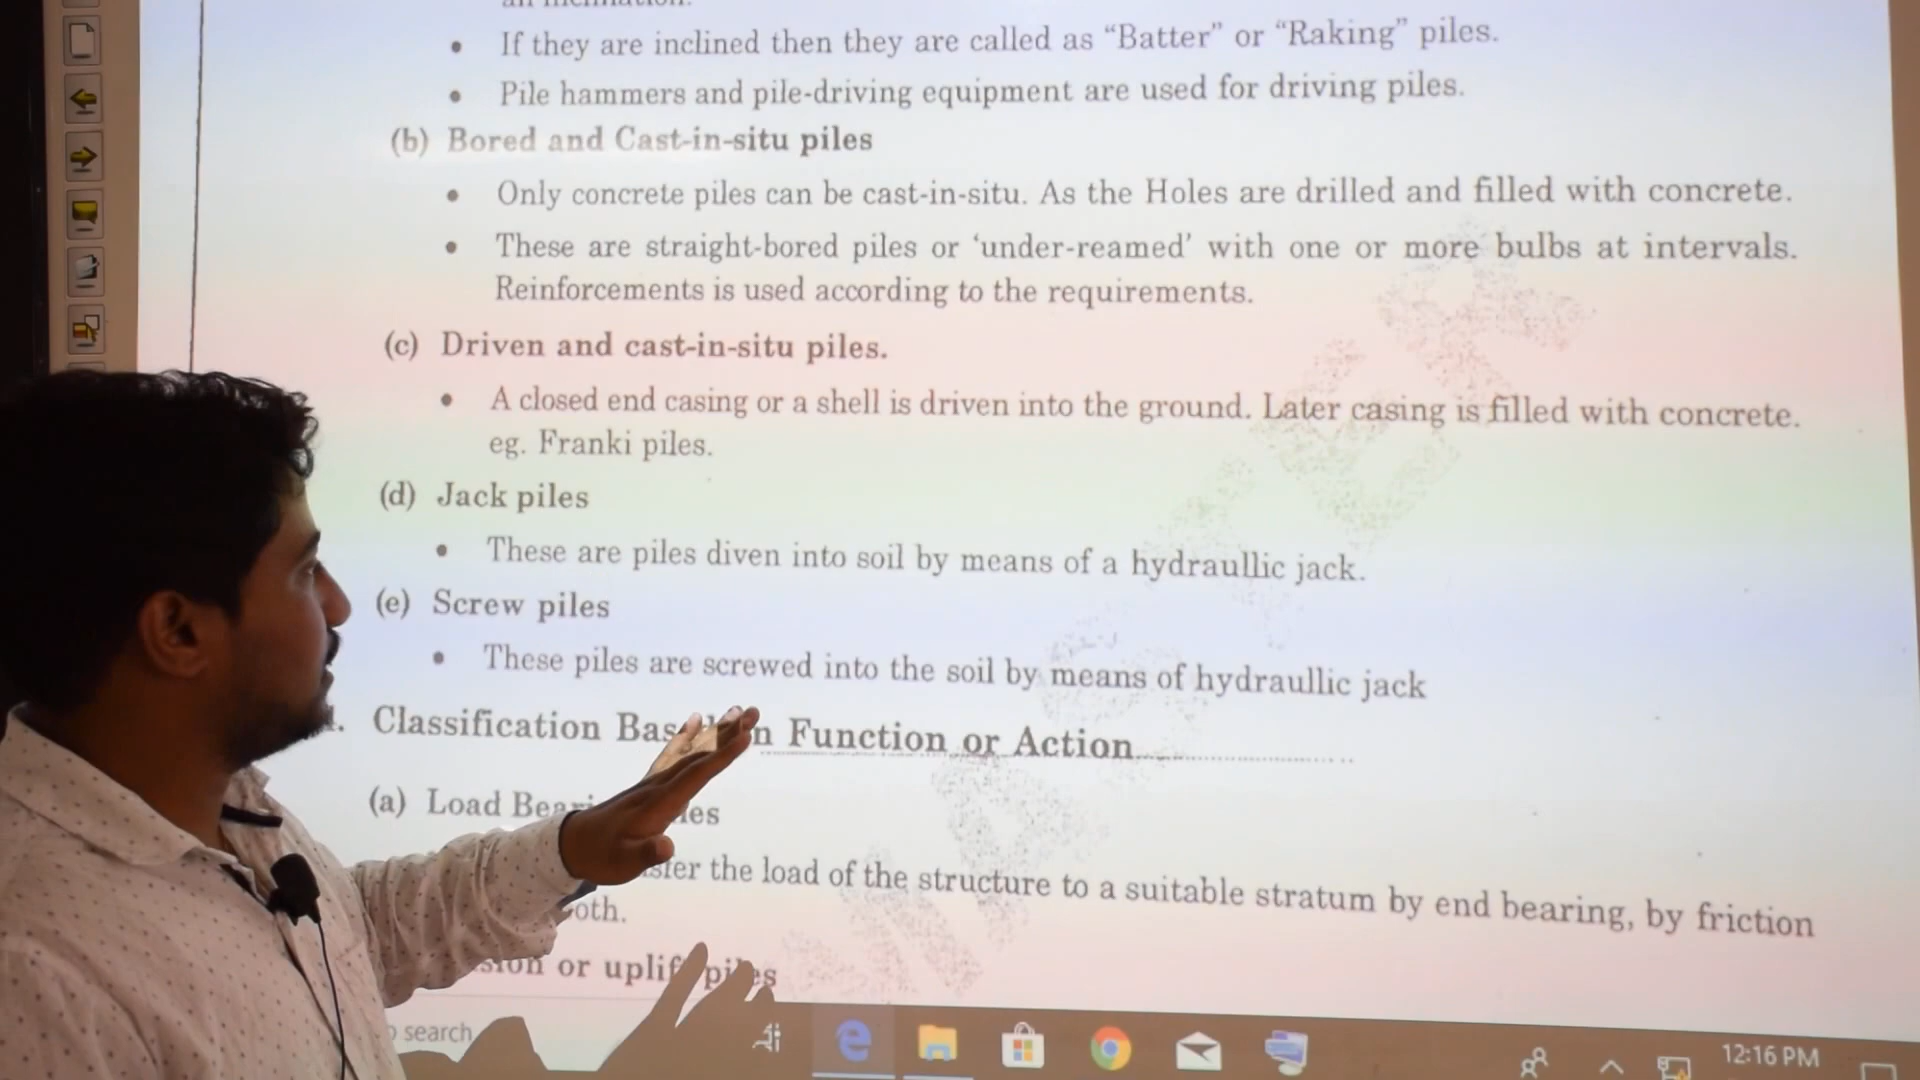 • If they are inclined then they are called as “Batter” or “Raking” piles.
• Pile hammers and pile-driving equipment are used for driving piles.
(b) Bored and Cast-in-situ piles
• Only concrete piles can be cast-in-situ. As the Holes are drilled and filled with concrete.
• These are straight-bored piles or ‘under-reamed’ with one or more bulbs at intervals.
Reinforcements is used according to the requirements.
(c) Driven and cast-in-situ piles.
• A closed end casing or a shell is driven into the ground. Later casing is filled with concrete.
eg. Franki piles.
(d) Jack piles
• These are piles diven into soil by means of a hydraullic jack.
(e) Screw piles
• These piles are screwed into the soil by means of hydraullic jack
Classification Function or Action
(a) Load
the load of the structure to a suitable stratum by end bearing, by friction
or uplift piles
search
12:16 PM